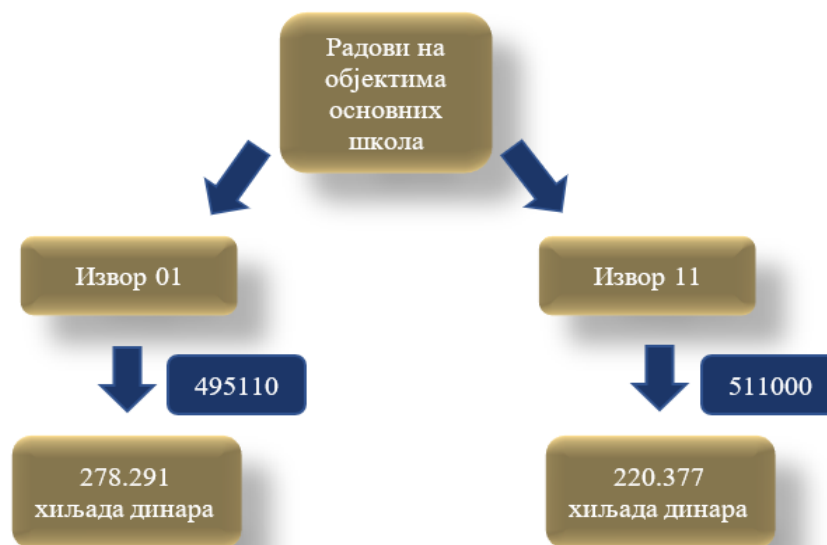 Радови на
објектима
основних
школа
Извор 01
Извор 11
495110
511000
278.291
хиљада динара
220.377
хиљада динара